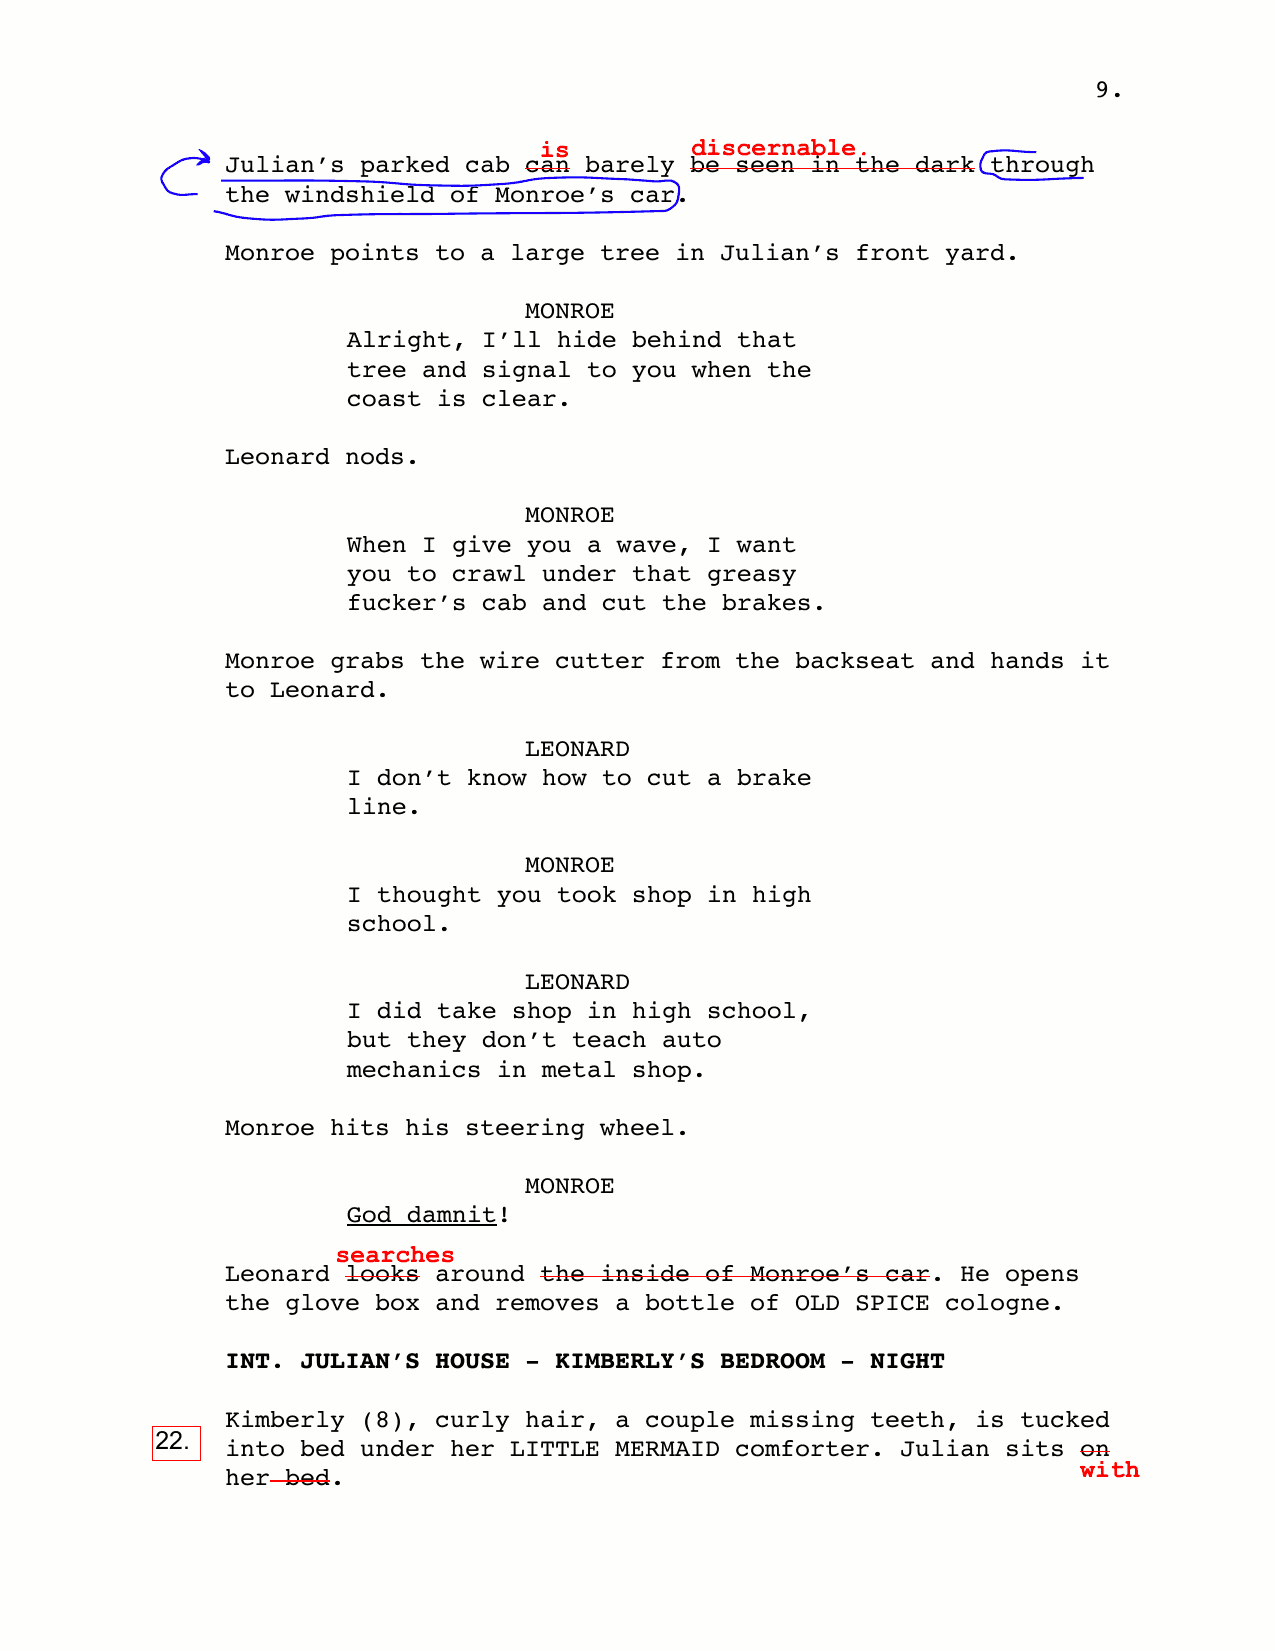 9.
is discernable.
Julian’s parked cab can barely be seen in the dark through
the windshield of Monroe’s car.
Monroe points to a large tree in Julian’s front yard.
MONROE
Alright, I’ll hide behind that
tree and signal to you when the
coast is clear.
Leonard nods.
MONROE
When I give you a wave, I want
you to crawl under that greasy
fucker’s cab and cut the brakes.
Monroe grabs the wire cutter from the backseat and hands it
to Leonard.
LEONARD
I don’t know how to cut a brake
line.
MONROE
I thought you took shop in high
school.
LEONARD
I did take shop in high school,
but they don’t teach auto
mechanics in metal shop.
Monroe hits his steering wheel.
MONROE
God damnit!
searches
Leonard looks around the inside of Monroe’s car. He opens
the glove box and removes a bottle of OLD SPICE cologne.
INT. JULIAN’S HOUSE – KIMBERLY’S BEDROOM – NIGHT
Kimberly (8), curly hair, a couple missing teeth, is tucked
22.
into bed under her LITTLE MERMAID comforter. Julian sits on
with
her bed.